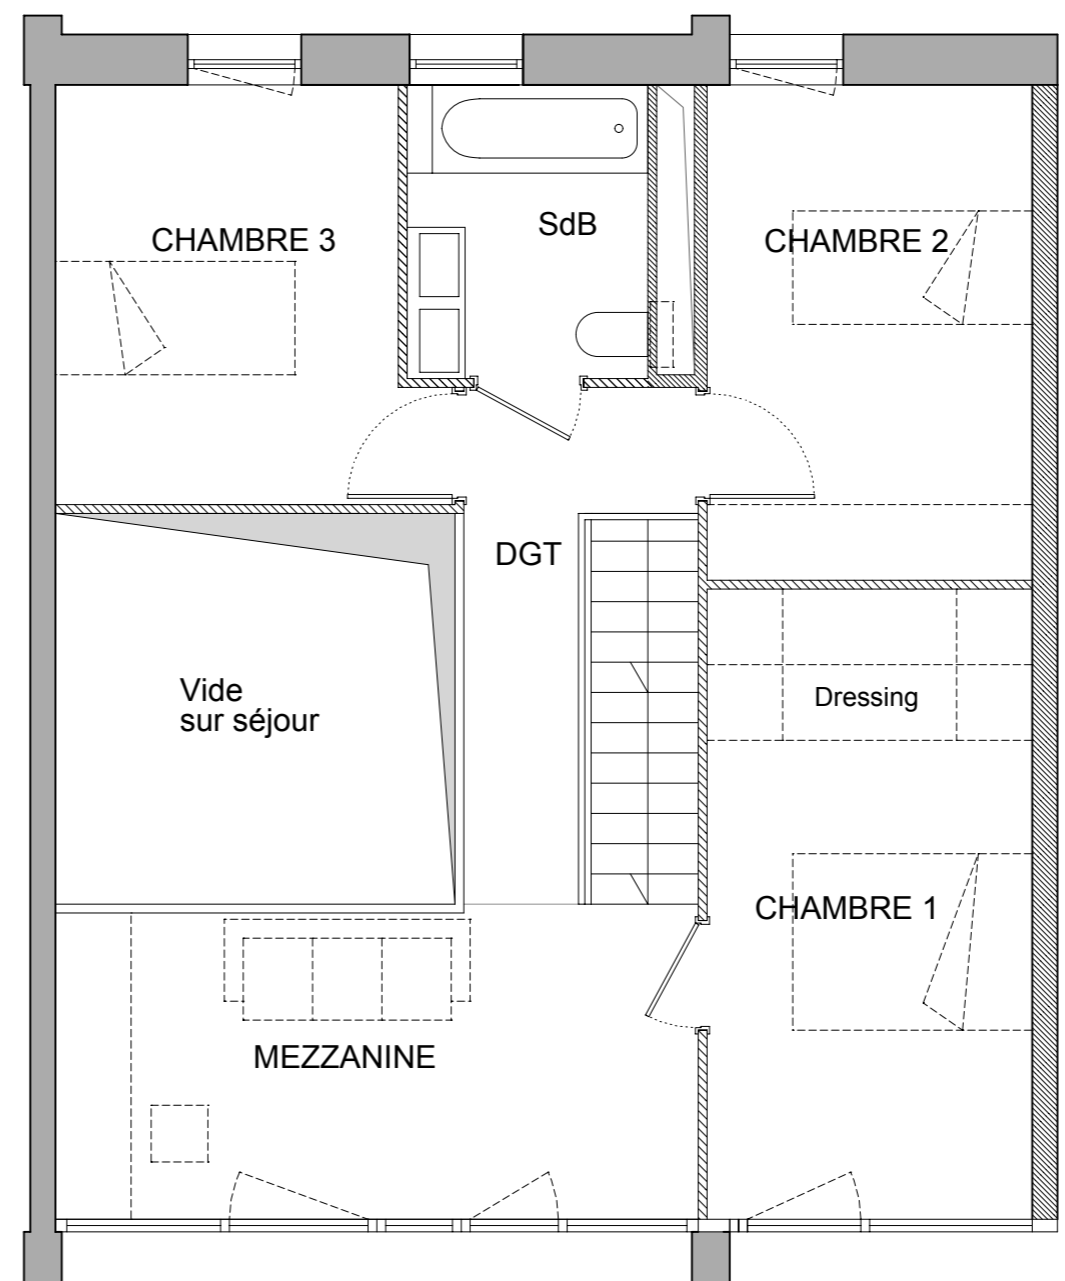 SdB
CHAMBRE 3
CHAMBRE 2
DGT
Vide
sur séjour
Dressing
CHAMBRE 1
MEZZANINE